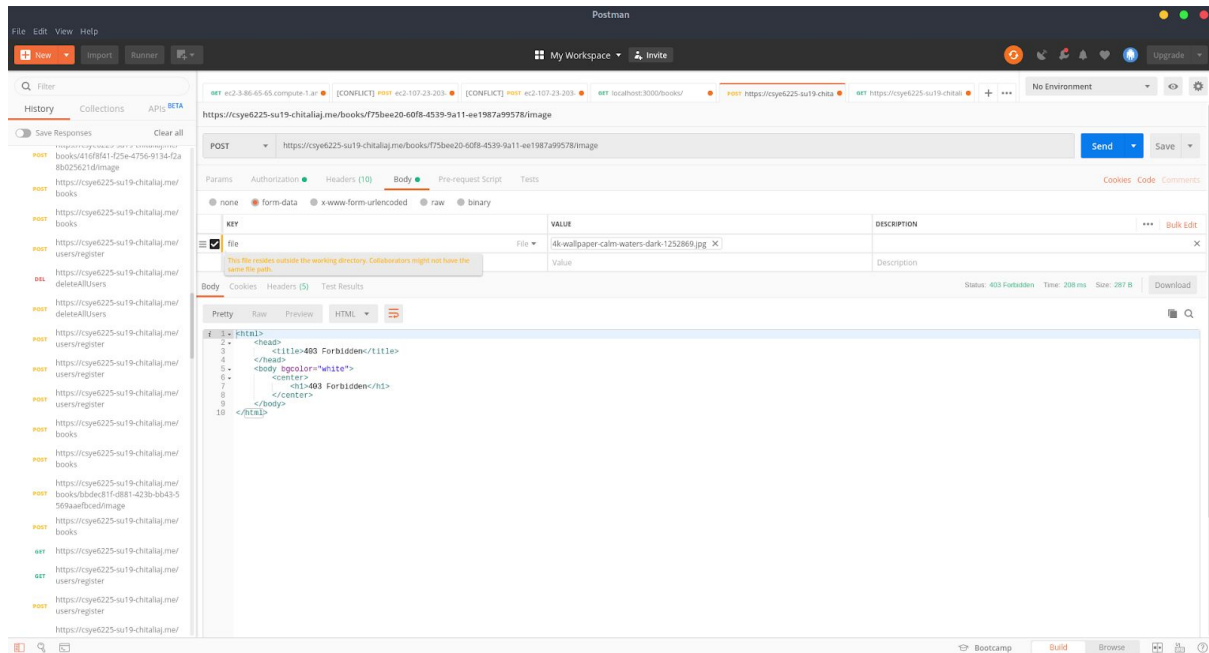 Postman
File Edit View Help
New Import Runner My Workspace Invite Upgrade
Filter
History Collections APIs BETA
Save Responses Clear all
POST books/416f8f41-f25e-4756-9134-f2a
8b025621d/image
POST https://csye6225-su19-chitaliaj.me/
books
POST https://csye6225-su19-chitaliaj.me/
books
POST https://csye6225-su19-chitaliaj.me/
users/register
DEL https://csye6225-su19-chitaliaj.me/
deleteAllUsers
POST https://csye6225-su19-chitaliaj.me/
deleteAllUsers
POST https://csye6225-su19-chitaliaj.me/
users/register
POST https://csye6225-su19-chitaliaj.me/
users/register
POST https://csye6225-su19-chitaliaj.me/
users/register
POST https://csye6225-su19-chitaliaj.me/
books
POST https://csye6225-su19-chitaliaj.me/
books
POST https://csye6225-su19-chitaliaj.me/
books/bbdec81f-d881-423b-bb43-5
569aaefbced/image
POST https://csye6225-su19-chitaliaj.me/
books
GET https://csye6225-su19-chitaliaj.me/
GET https://csye6225-su19-chitaliaj.me/
users/register
POST https://csye6225-su19-chitaliaj.me/
users/register
https://csye6225-su19-chitaliaj.me/
GET ec2-3-86-65-65.compute-1.ar [CONFLICT] POST ec2-107-23-203- [CONFLICT] POST ec2-107-23-203- GET localhost:3000/books/ POST https://csye6225-su19-chita GET https://csye6225-su19-chitali + ••• No Environment
https://csye6225-su19-chitaliaj.me/books/f75bee20-60f8-4539-9a11-ee1987a99578/image
POST https://csye6225-su19-chitaliaj.me/books/f75bee20-60f8-4539-9a11-ee1987a99578/image Send Save
Params Authorization Headers (10) Body Pre-request Script Tests Cookies Code Comments
none form-data x-www-form-urlencoded raw binary
KEY VALUE DESCRIPTION ••• Bulk Edit
file File 4k-wallpaper-calm-waters-dark-1252869.jpg X
This file resides outside the working directory. Collaborators might not have the
same file path.
Value Description
Body Cookies Headers (5) Test Results Status: 403 Forbidden Time: 208 ms Size: 287 B Download
Pretty Raw Preview HTML
i 1 <html>
2 <head>
3 <title>403 Forbidden</title>
4 </head>
5 <body bgcolor="white">
6 <center>
7 <h1>403 Forbidden</h1>
8 </center>
9 </body>
10 </html>
Bootcamp Build Browse